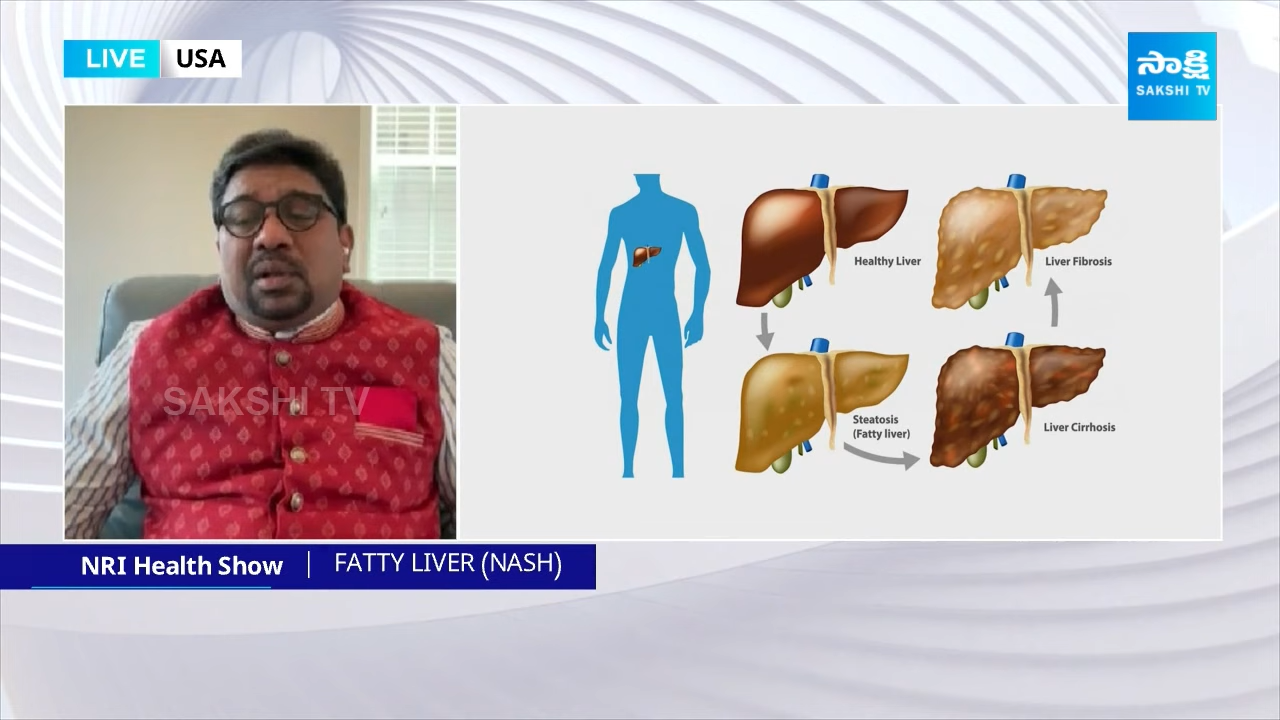 LIVE USA
సాక్షి
SAKSHI TV
Healthy Liver
Liver Fibrosis
SAKSHI TV
Steatosis
(Fatty liver)
Liver Cirrhosis
NRI Health Show | FATTY LIVER (NASH)